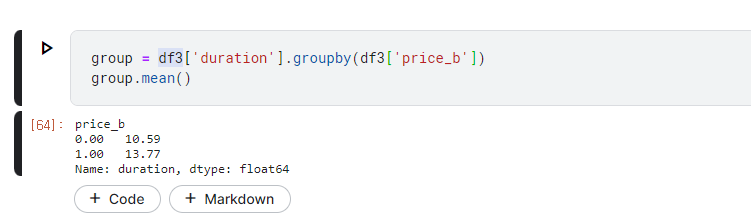 group = df3['duration'].groupby(df3['price_b'])
group.mean()
[64]:
price_b
0.00   10.59
1.00   13.77
Name: duration, dtype: float64
+ Code   + Markdown